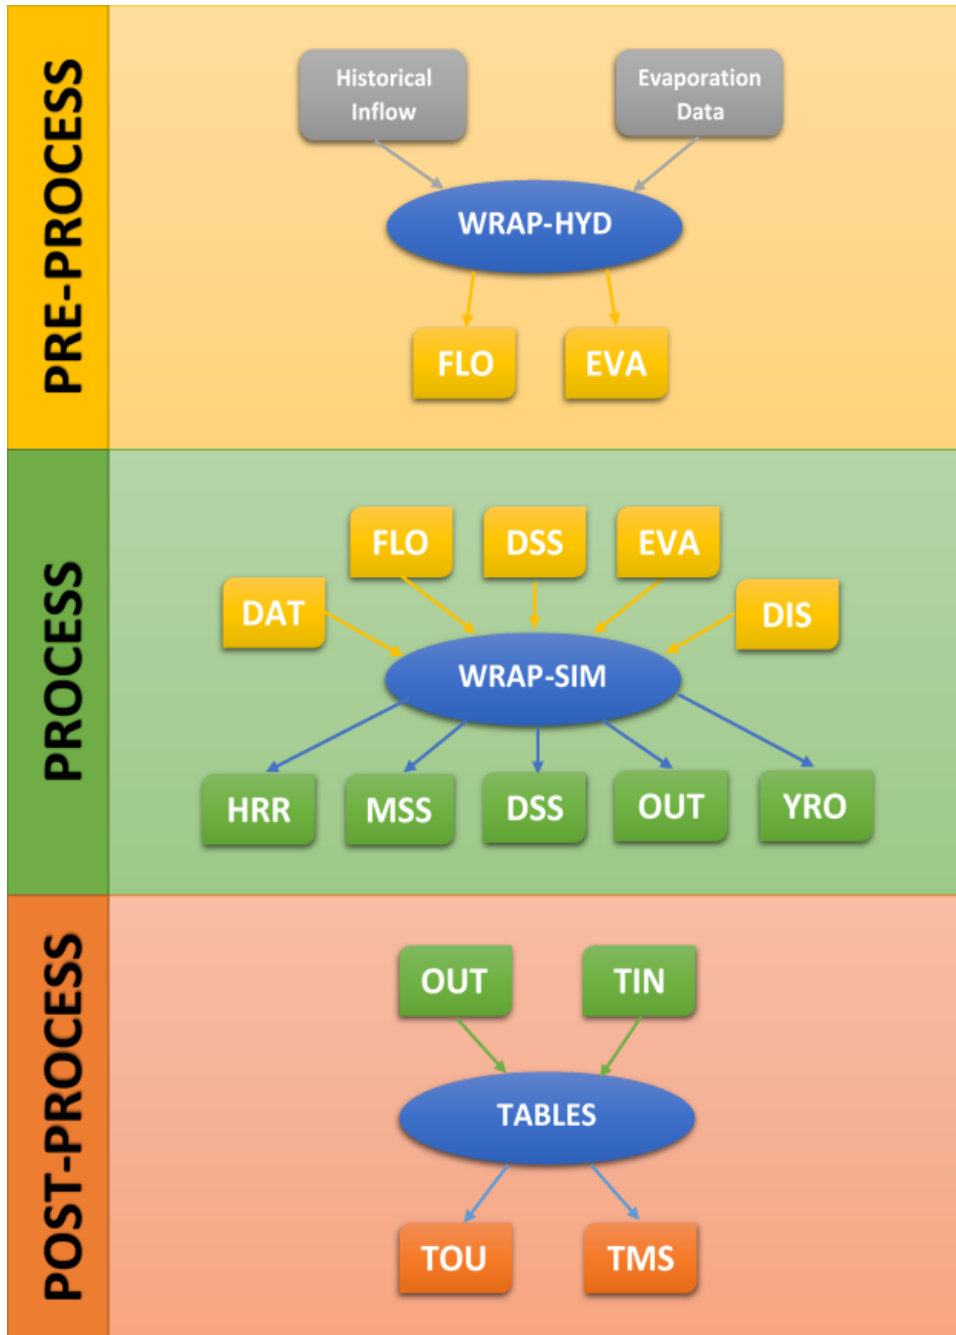 PRE-PROCESS
Historical
Inflow
Evaporation
Data
WRAP-HYD
FLO
EVA
PROCESS
FLO
DSS
EVA
DAT
DIS
WRAP-SIM
HRR
MSS
DSS
OUT
YRO
POST-PROCESS
OUT
TIN
TABLES
TOU
TMS